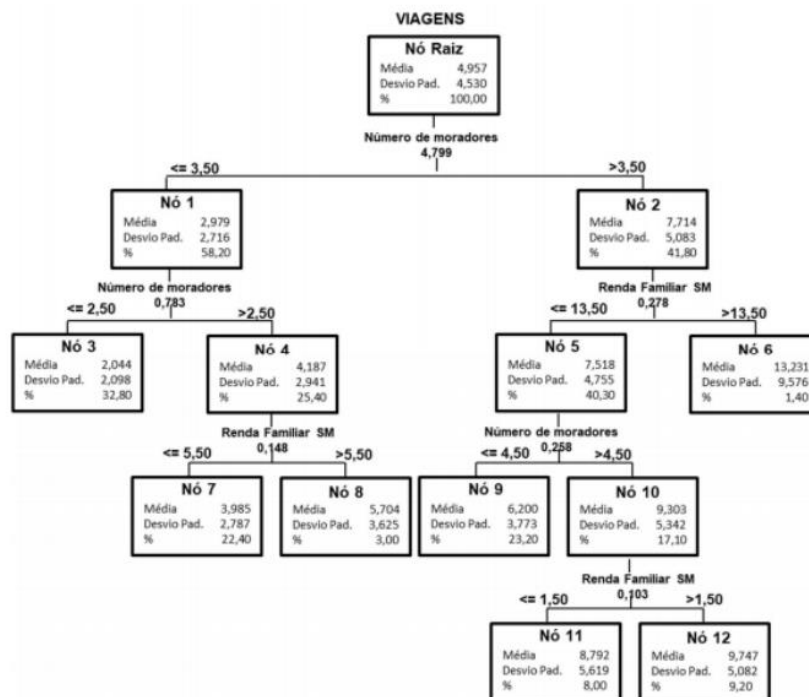 VIAGENS
Nó Raiz
Média 4,957
Desvio Pad. 4,530
% 100,00
Número de moradores
4,799
<= 3,50 >3,50
Nó 1
Média 2,979
Desvio Pad. 2,716
% 58,20
Nó 2
Média 7,714
Desvio Pad. 5,083
% 41,80
Número de moradores
0,783
<= 2,50 >2,50
Renda Familiar SM
0,278
<= 13,50 >13,50
Nó 3
Média 2,044
Desvio Pad. 2,098
% 32,80
Nó 4
Média 4,187
Desvio Pad. 2,941
% 25,40
Nó 5
Média 7,518
Desvio Pad. 4,755
% 40,30
Nó 6
Média 13,231
Desvio Pad. 9,576
% 1,40
Renda Familiar SM
0,148
<= 5,50 >5,50
Número de moradores
0,258
<= 4,50 >4,50
Nó 7
Média 3,985
Desvio Pad. 2,787
% 22,40
Nó 8
Média 5,704
Desvio Pad. 3,625
% 3,00
Nó 9
Média 6,200
Desvio Pad. 3,773
% 23,20
Nó 10
Média 9,303
Desvio Pad. 5,342
% 17,10
Renda Familiar SM
0,103
<= 1,50 >1,50
Nó 11
Média 8,792
Desvio Pad. 5,619
% 8,00
Nó 12
Média 9,747
Desvio Pad. 5,082
% 9,20